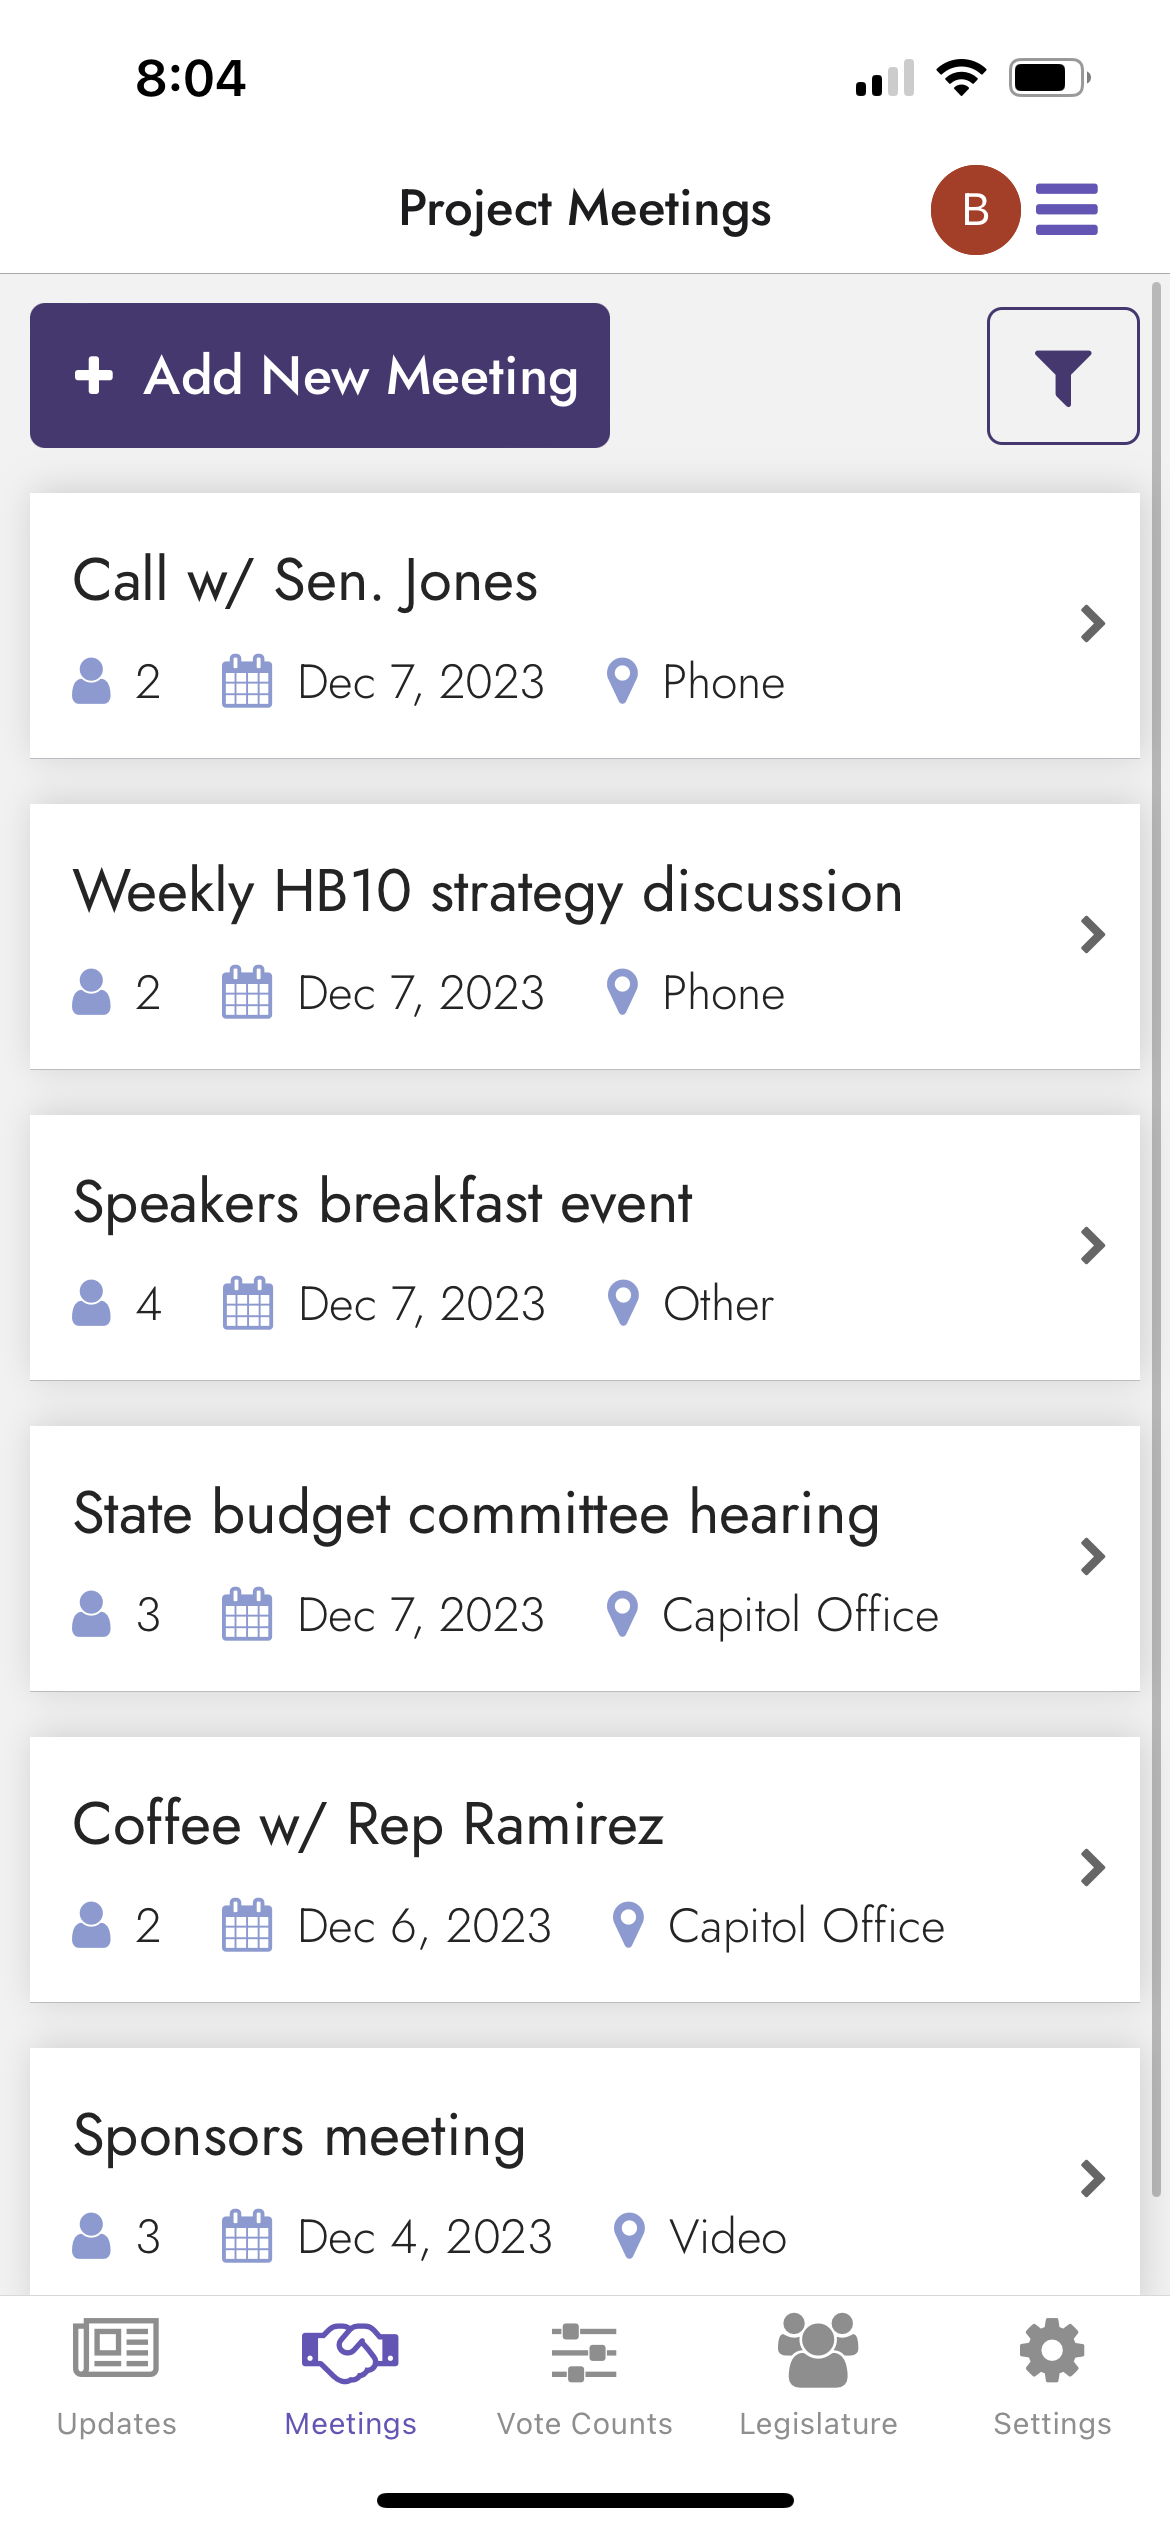 8:04
Project Meetings
B
Add New Meeting
Call w/ Sen. Jones
2 Dec 7, 2023 Phone
Weekly HB10 strategy discussion
2 Dec 7, 2023 Phone
Speakers breakfast event
4 Dec 7, 2023 Other
State budget committee hearing
3 Dec 7, 2023 Capitol Office
Coffee w/ Rep Ramirez
2 Dec 6, 2023 Capitol Office
Sponsors meeting
3 Dec 4, 2023 Video
Updates Meetings Vote Counts Legislature Settings